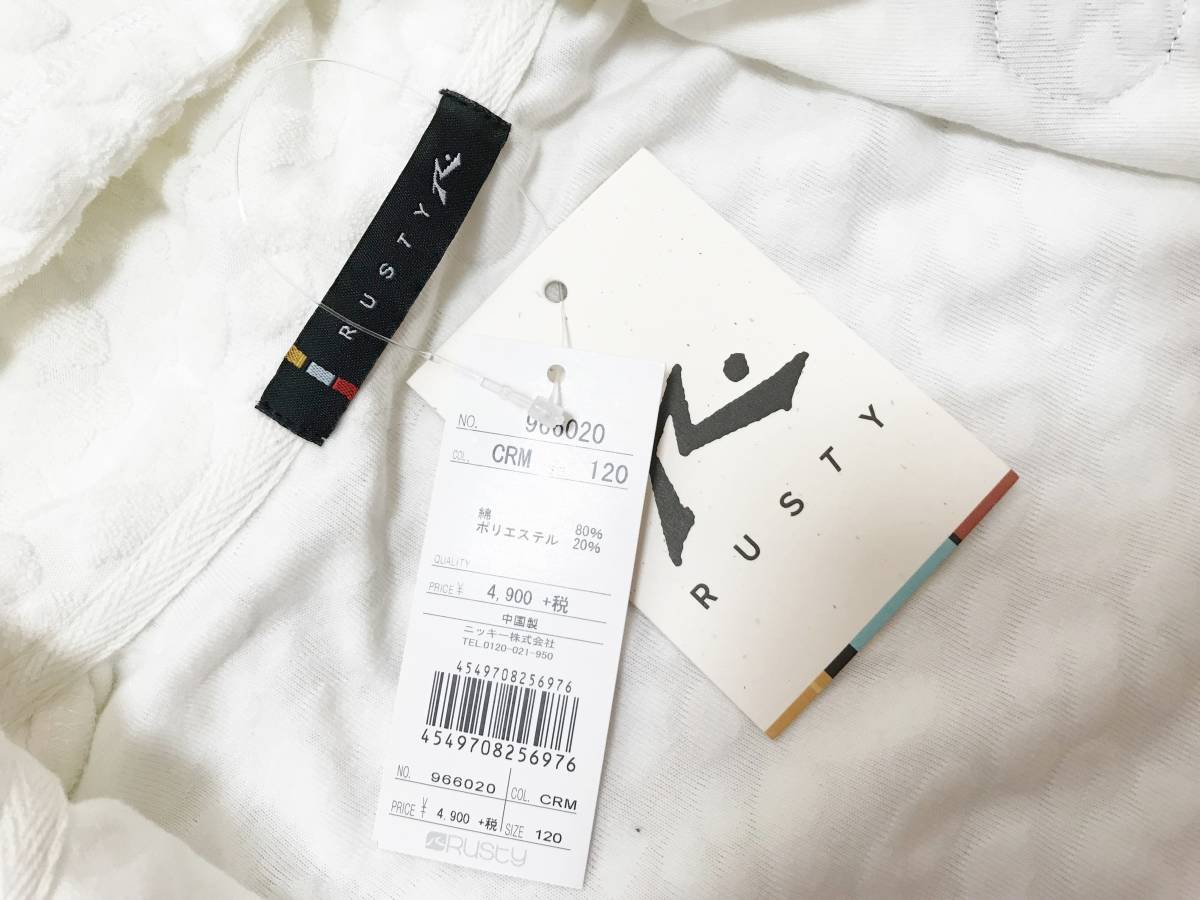 RUSTY
NO. 966020
COL. CRM 120
綿 80%
ポリエステル 20%
QUALITY
PRICE ¥ 4,900 +税
中国製
ニッキー株式会社
TEL.0120-021-950
4549708256976
4549708256976
NO. 966020 COL. CRM
PRICE ¥ 4,900 +税 SIZE 120
RUSTY
RUSTY